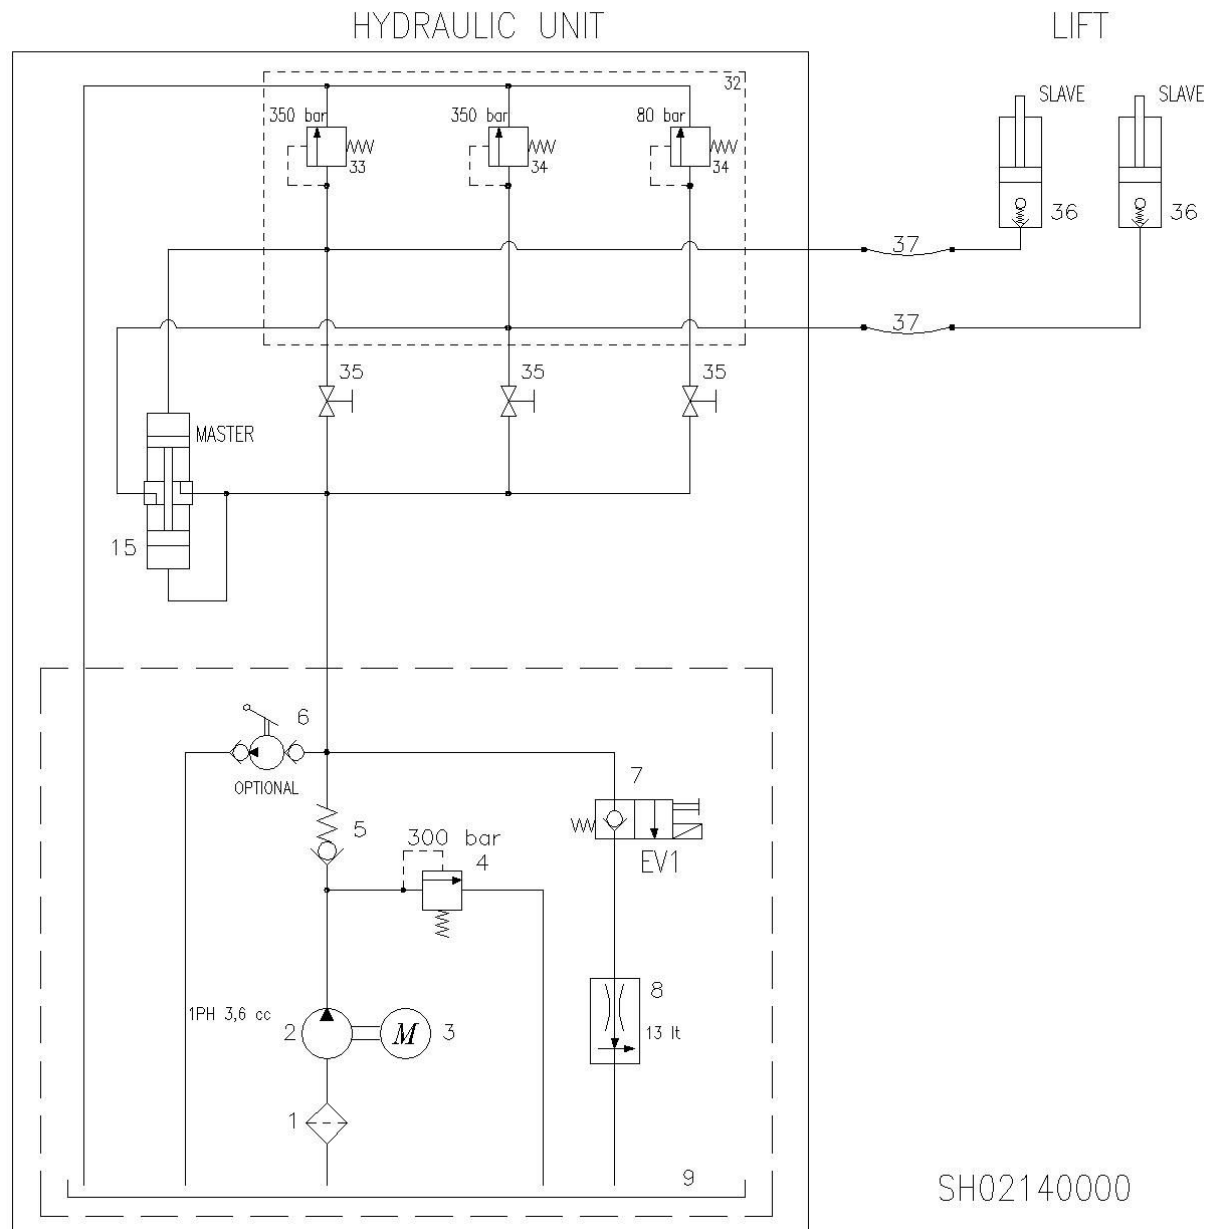 HYDRAULIC UNIT
LIFT
32
SLAVE
SLAVE
350 bar
350 bar
80 bar
33
34
34
36
36
37
37
35
35
35
MASTER
15
6
OPTIONAL
7
5
300 bar
4
EV1
8
1PH 3,6 cc
2
M
3
13 lt
1
9
SH02140000